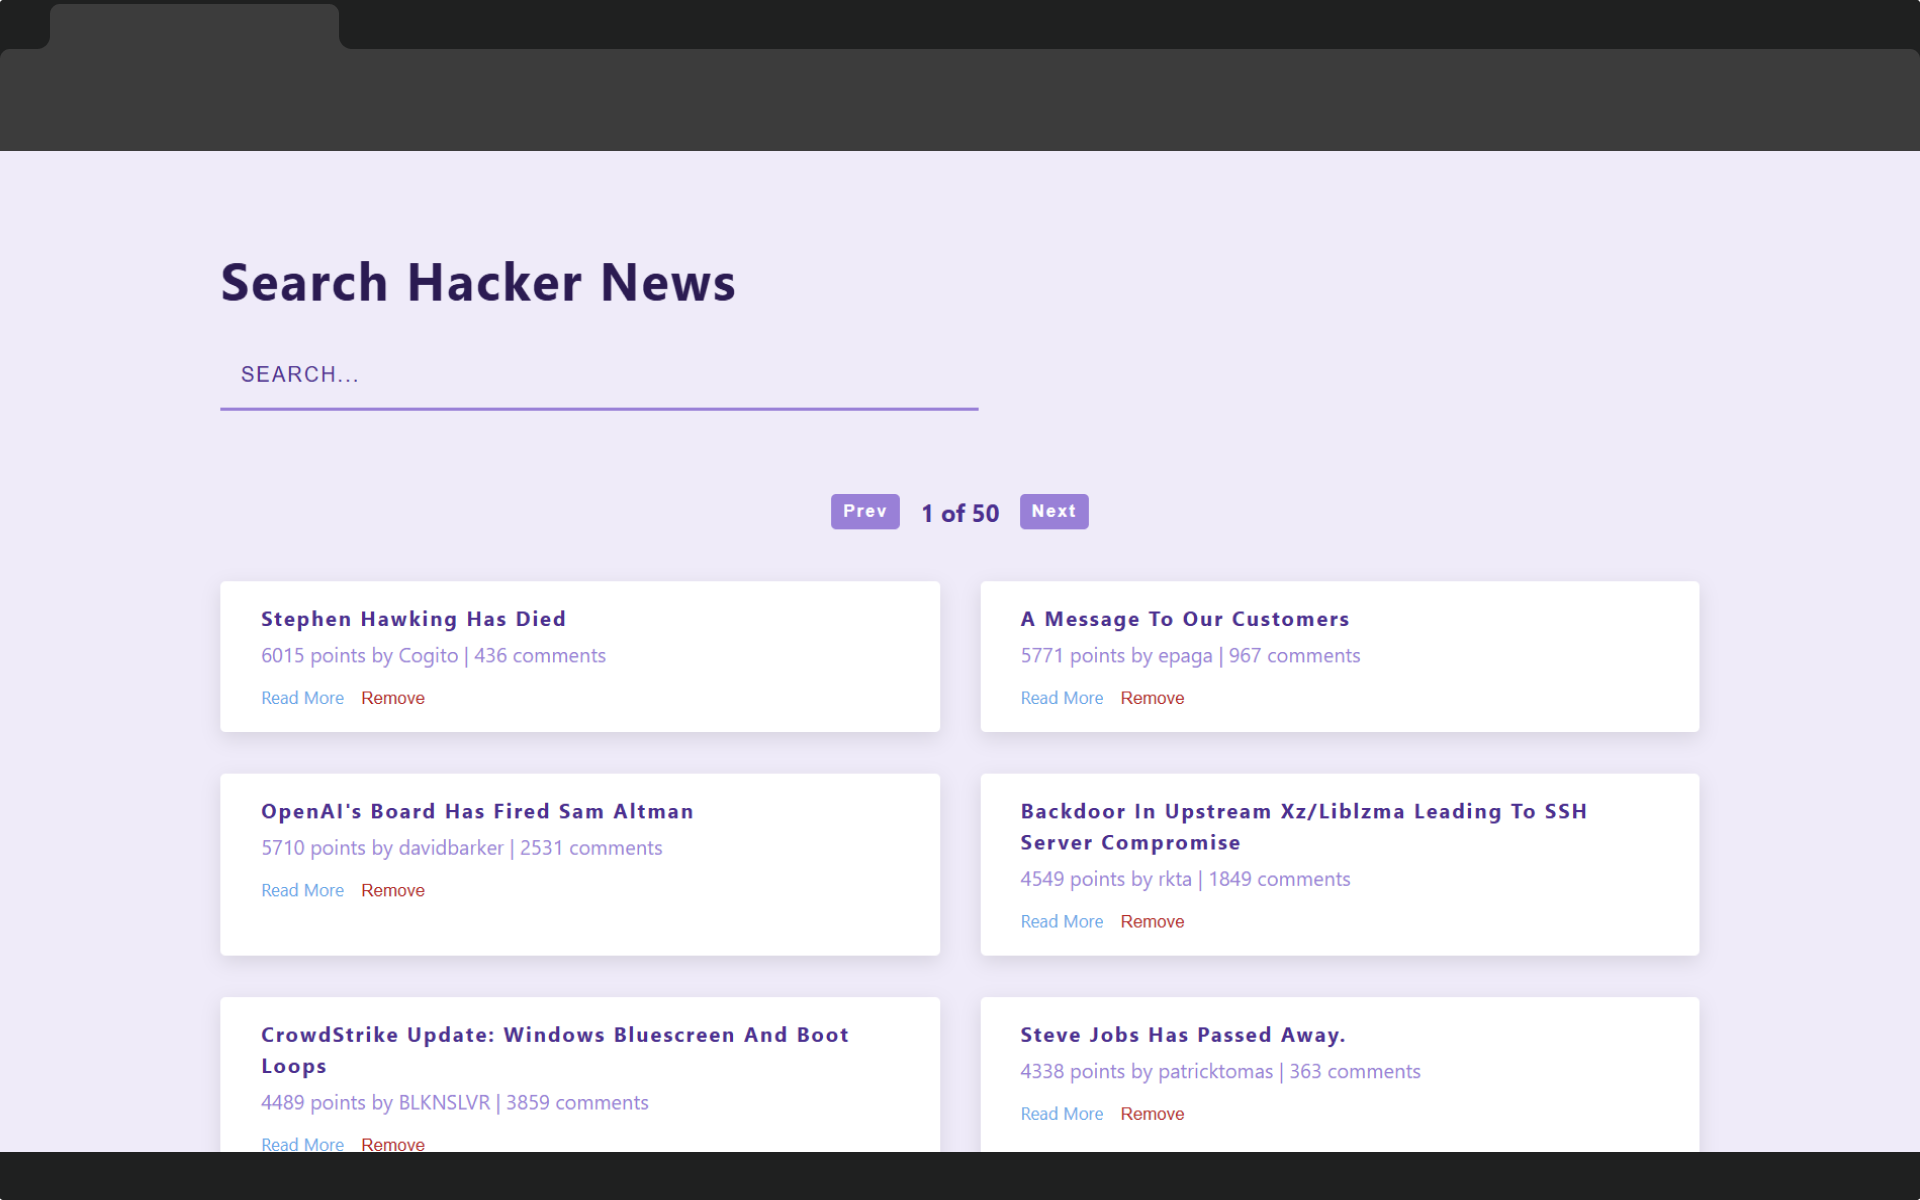 Search Hacker News
SEARCH...
Prev 1 of 50 Next
Stephen Hawking Has Died
6015 points by Cogito | 436 comments
Read More Remove
A Message To Our Customers
5771 points by epaga | 967 comments
Read More Remove
OpenAI's Board Has Fired Sam Altman
5710 points by davidbarker | 2531 comments
Read More Remove
Backdoor In Upstream Xz/Liblzma Leading To SSH
Server Compromise
4549 points by rkta | 1849 comments
Read More Remove
CrowdStrike Update: Windows Bluescreen And Boot
Loops
4489 points by BLKNSLVR | 3859 comments
Read More Remove
Steve Jobs Has Passed Away.
4338 points by patricktomas | 363 comments
Read More Remove